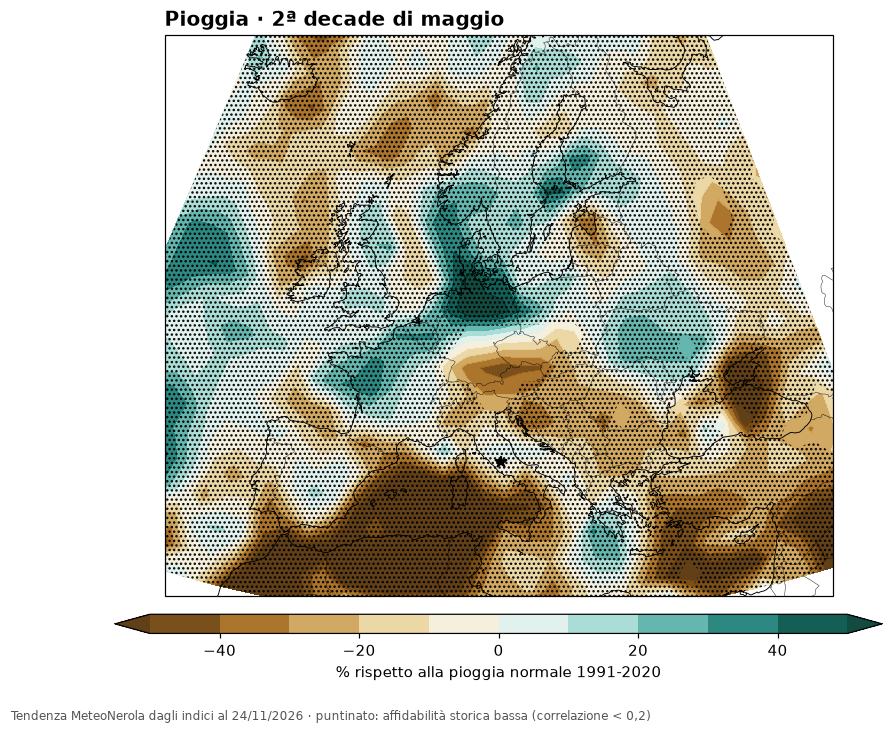 Pioggia · 2ª decade di maggio
−40 −20 0 20 40
% rispetto alla pioggia normale 1991-2020
Tendenza MeteoNerola dagli indici al 24/11/2026 · puntinato: affidabilità storica bassa (correlazione < 0,2)